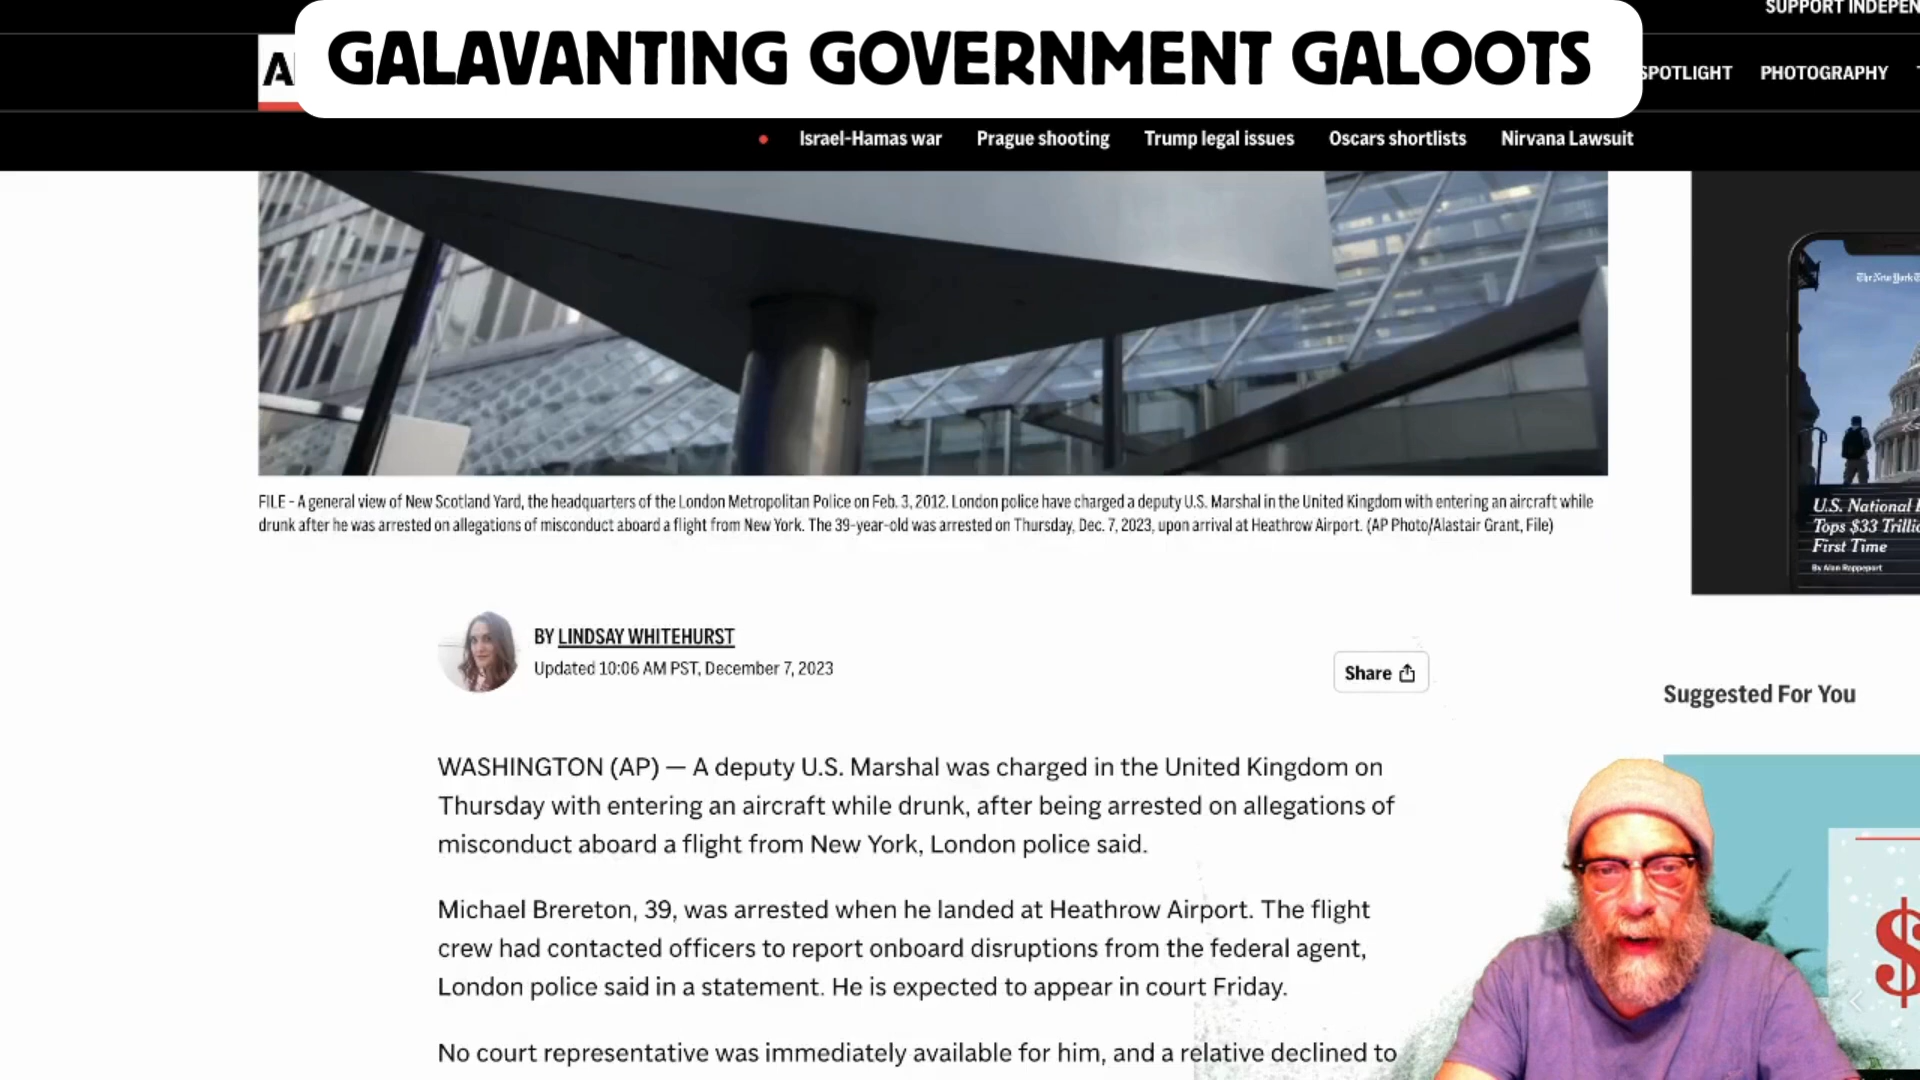 SUPPORT INDEPEN
GALAVANTING GOVERNMENT GALOOTS
A
SPOTLIGHT PHOTOGRAPHY
Israel-Hamas war Prague shooting Trump legal issues Oscars shortlists Nirvana Lawsuit
The New York T
U.S. National
Tops $33 Trilli
First Time
By Alan Rappeport
FILE - A general view of New Scotland Yard, the headquarters of the London Metropolitan Police on Feb. 3, 2012. London police have charged a deputy U.S. Marshal in the United Kingdom with entering an aircraft while
drunk after he was arrested on allegations of misconduct aboard a flight from New York. The 39-year-old was arrested on Thursday, Dec. 7, 2023, upon arrival at Heathrow Airport. (AP Photo/Alastair Grant, File)
BY LINDSAY WHITEHURST
Updated 10:06 AM PST, December 7, 2023
Share
Suggested For You
WASHINGTON (AP) — A deputy U.S. Marshal was charged in the United Kingdom on
Thursday with entering an aircraft while drunk, after being arrested on allegations of
misconduct aboard a flight from New York, London police said.
Michael Brereton, 39, was arrested when he landed at Heathrow Airport. The flight
crew had contacted officers to report onboard disruptions from the federal agent,
London police said in a statement. He is expected to appear in court Friday.
No court representative was immediately available for him, and a relative declined to
$